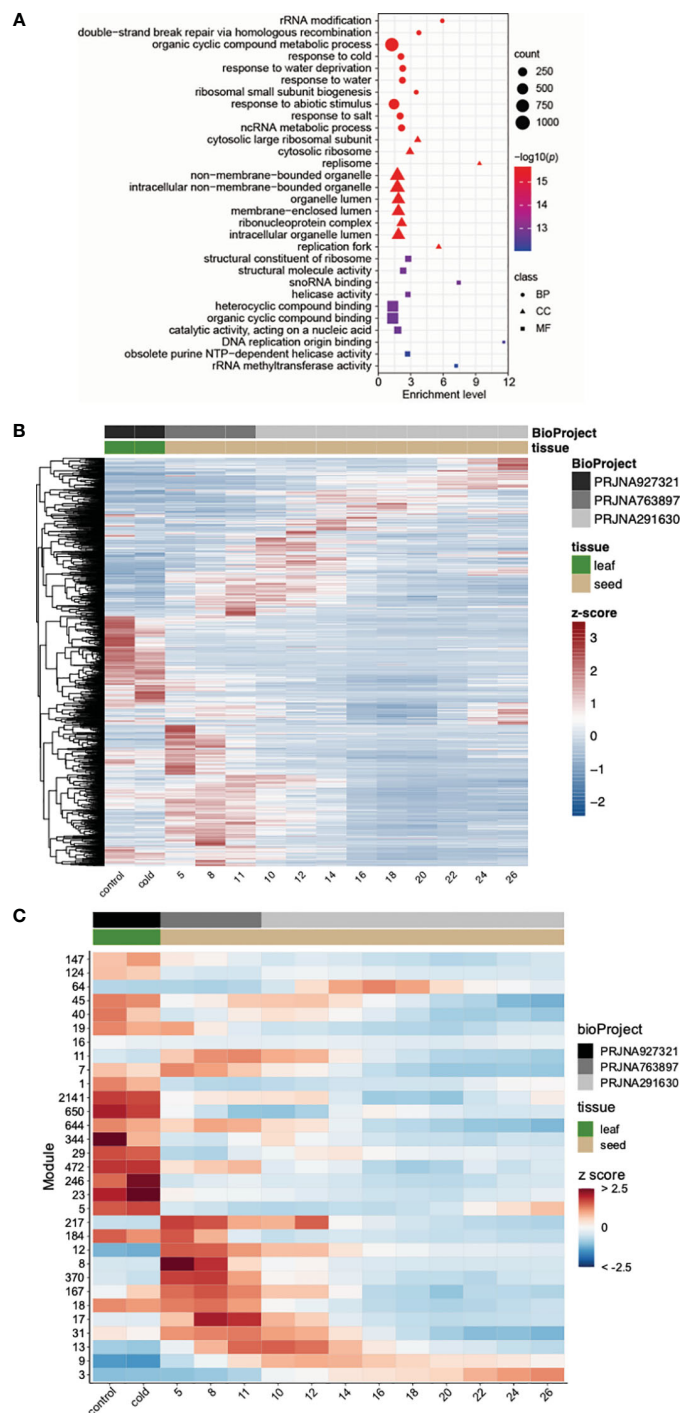 A
rRNA modification
double-strand break repair via homologous recombination
organic cyclic compound metabolic process
response to cold
response to water deprivation
response to water
ribosomal small subunit biogenesis
response to abiotic stimulus
response to salt
ncRNA metabolic process
cytosolic large ribosomal subunit
cytosolic ribosome
replisome
non-membrane-bounded organelle
intracellular non-membrane-bounded organelle
organelle lumen
membrane-enclosed lumen
ribonucleoprotein complex
intracellular organelle lumen
replication fork
structural constituent of ribosome
structural molecule activity
snoRNA binding
helicase activity
heterocyclic compound binding
organic cyclic compound binding
catalytic activity, acting on a nucleic acid
DNA replication origin binding
obsolete purine NTP-dependent helicase activity
rRNA methyltransferase activity
0 3 6 9 12
Enrichment level
count
250
500
750
1000
-log10(p)
15
14
13
class
BP
CC
MF
B
BioProject
tissue
BioProject
PRJNA927321
PRJNA763897
PRJNA291630
tissue
leaf
seed
z-score
3
2
1
0
-1
-2
control cold 5 8 11 10 12 14 16 18 20 22 24 26
C
Module
147
124
64
45
40
19
16
11
7
1
2141
650
644
344
29
472
246
23
5
217
184
12
8
370
167
18
17
31
13
9
3
control cold 5 8 11 10 12 14 16 18 20 22 24 26
bioProject
PRJNA927321
PRJNA763897
PRJNA291630
tissue
leaf
seed
z score
> 2.5
0
< -2.5